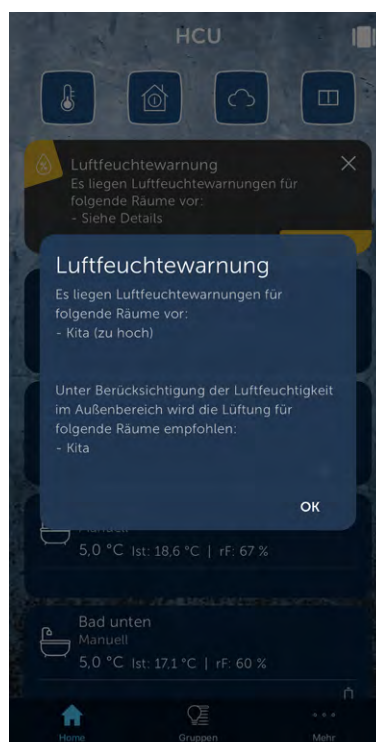 HCU
Luftfeuchtewarnung
Es liegen Luftfeuchtewarnungen für
folgende Räume vor:
- Siehe Details
Luftfeuchtewarnung
Es liegen Luftfeuchtewarnungen für
folgende Räume vor:
- Kita (zu hoch)
Unter Berücksichtigung der Luftfeuchtigkeit
im Außenbereich wird die Lüftung für
folgende Räume empfohlen:
- Kita
OK
Manuell
5,0 °C Ist: 18,6 °C | rF: 67 %
Bad unten
Manuell
5,0 °C Ist: 17,1 °C | rF: 60 %
Home Gruppen Mehr